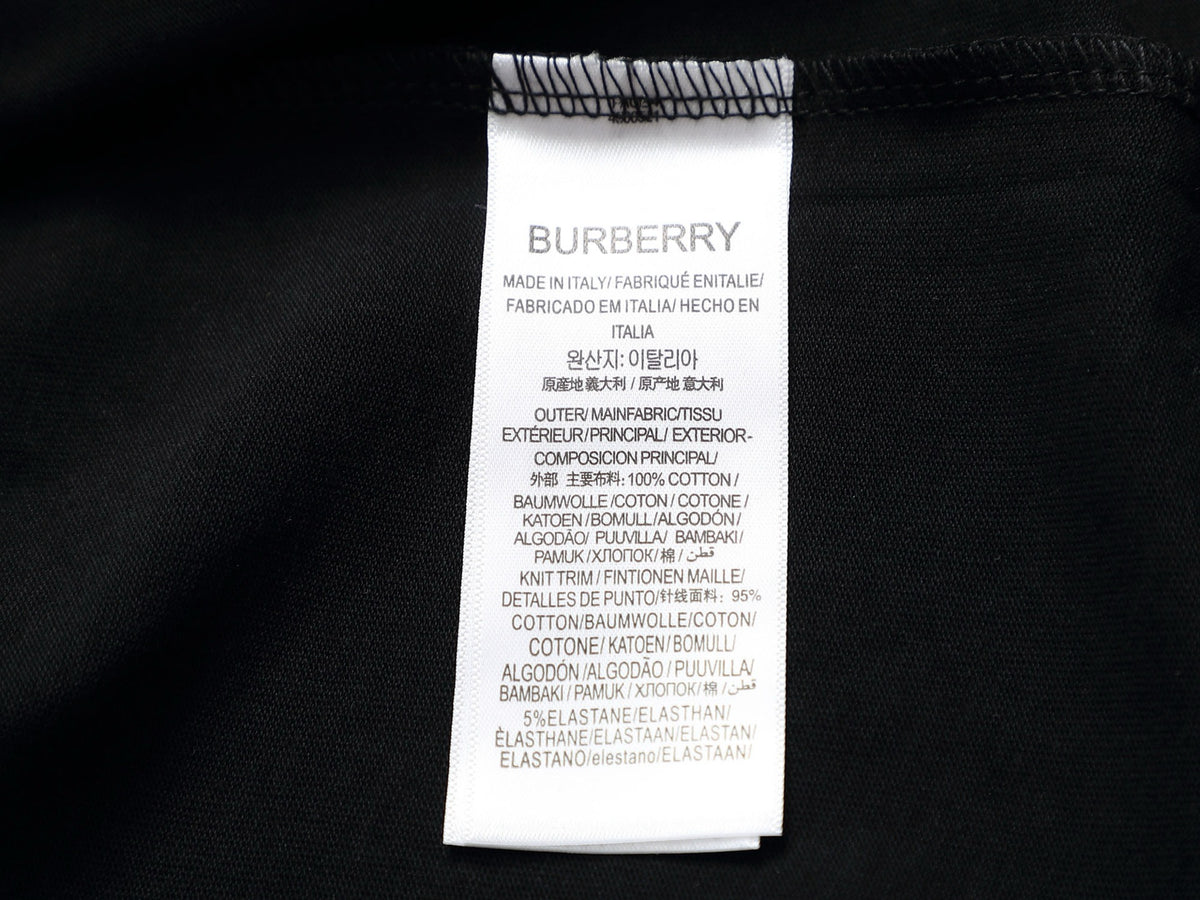 BURBERRY
MADE IN ITALY/ FABRIQUÉ ENITALIE/
FABRICADO EM ITALIA/ HECHO EN
ITALIA
원산지: 이탈리아
原產地 義大利 / 原产地 意大利
OUTER/ MAINFABRIC/TISSU
EXTÉRIEUR/PRINCIPAL/ EXTERIOR-
COMPOSICION PRINCIPAL/
外部 主要布料: 100% COTTON /
BAUMWOLLE /COTON / COTONE /
KATOEN / BOMULL /ALGODÓN /
ALGODÃO/ PUUVILLA/ BAMBAKI /
PAMUK / ХЛОПОК/ 棉 / قطن
KNIT TRIM / FINTIONEN MAILLE/
DETALLES DE PUNTO/针线面料: 95%
COTTON/BAUMWOLLE/COTON/
COTONE/ KATOEN/BOMULL/
ALGODÓN /ALGODÃO / PUUVILLA/
BAMBAKI / PAMUK / ХЛОПОК/ 棉 / قطن/
5%ELASTANE/ELASTHAN/
ÈLASTHANE/ELASTAAN/ELASTAN/
ELASTANO/elestano/ELASTAAN/